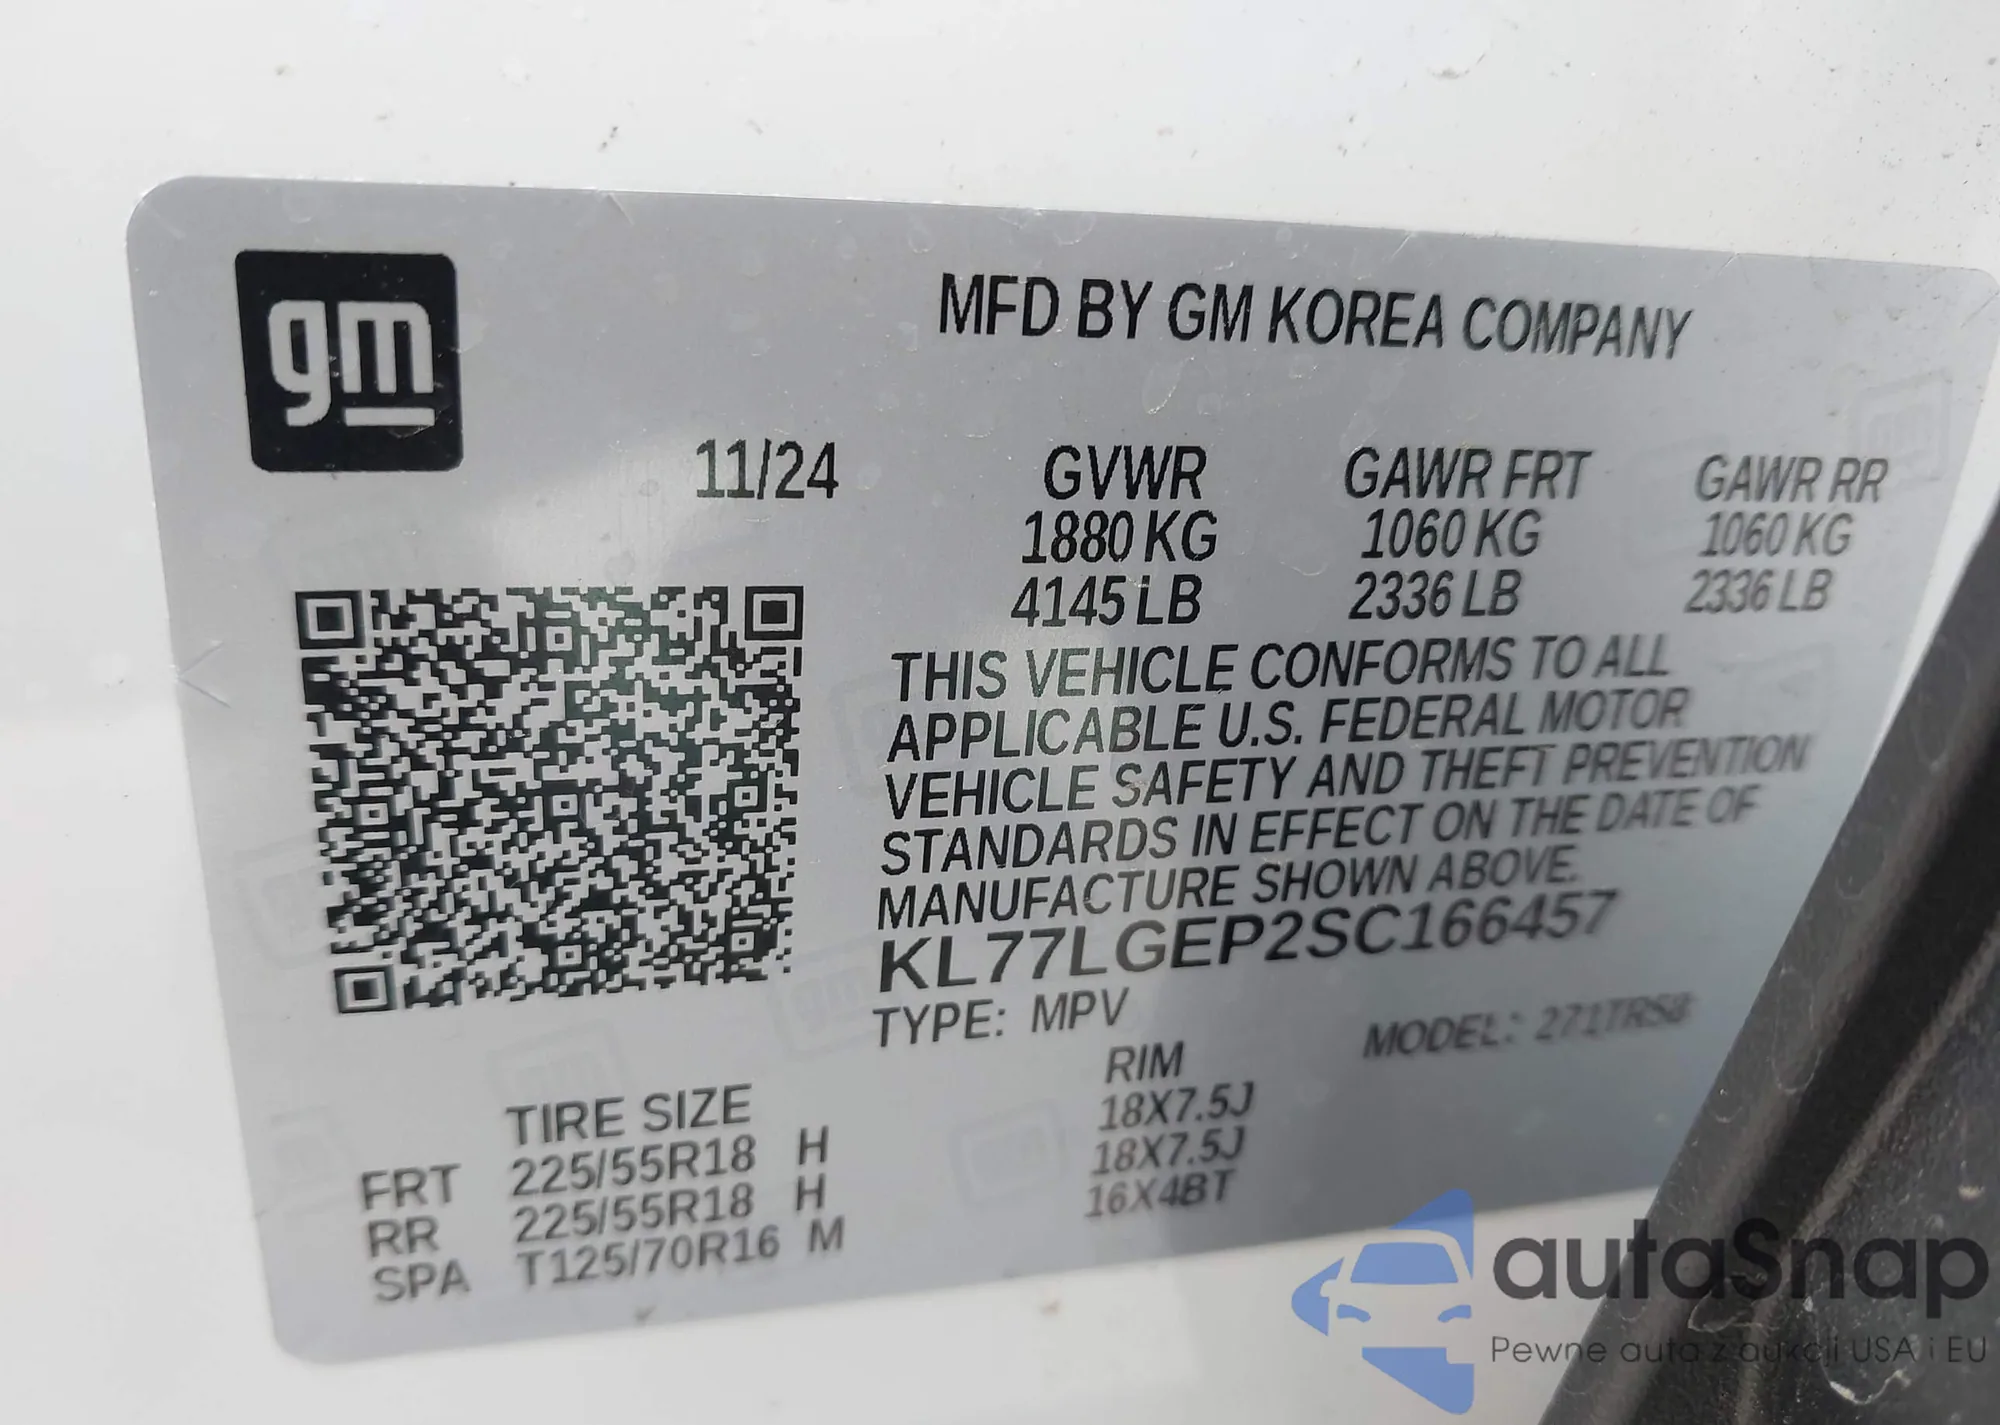 gm
MFD BY GM KOREA COMPANY
11/24
GVWR GAWR FRT GAWR RR
1880 KG 1060 KG 1060 KG
4145 LB 2336 LB 2336 LB
THIS VEHICLE CONFORMS TO ALL
APPLICABLE U.S. FEDERAL MOTOR
VEHICLE SAFETY AND THEFT PREVENTION
STANDARDS IN EFFECT ON THE DATE OF
MANUFACTURE SHOWN ABOVE.
KL77LGEP2SC166457
TYPE: MPV MODEL: 271TR58
TIRE SIZE RIM
FRT 225/55R18 H 18X7.5J
RR 225/55R18 H 18X7.5J
SPA T125/70R16 M 16X4BT
autaSnap
Pewne auta z aukcji USA i EU